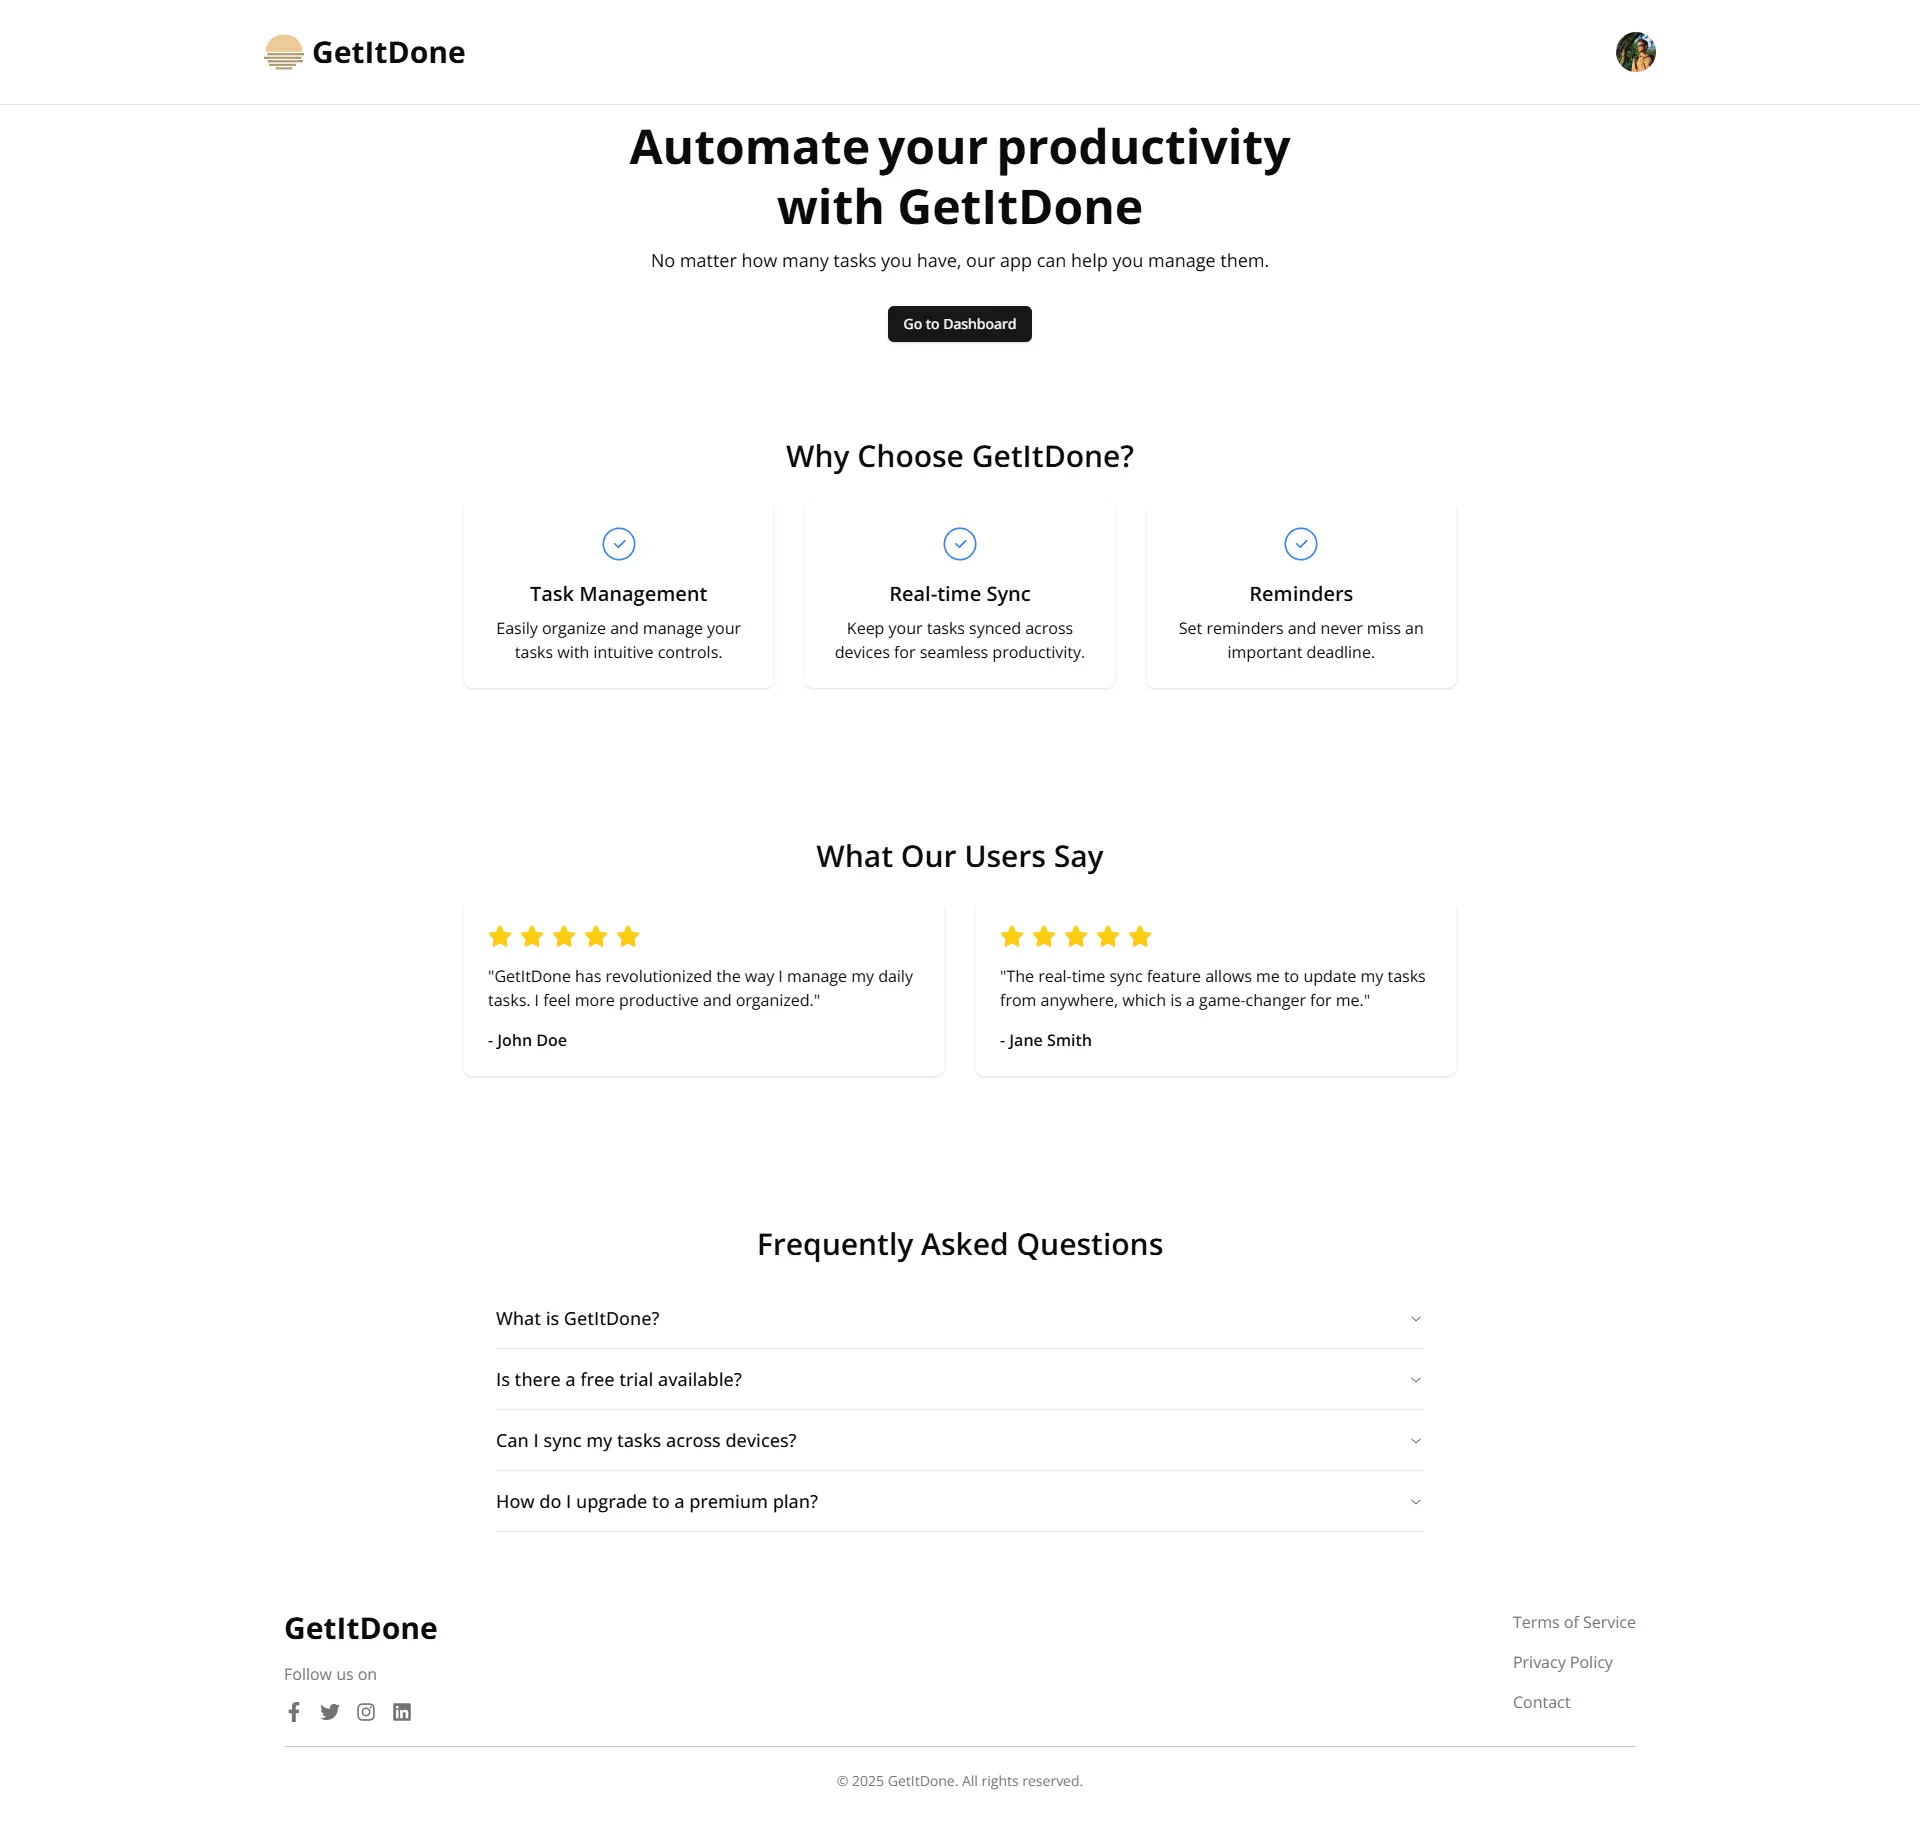 GetItDone
Automate your productivity
with GetItDone
No matter how many tasks you have, our app can help you manage them.
Go to Dashboard
Why Choose GetItDone?
Task Management
Easily organize and manage your
tasks with intuitive controls.
Real-time Sync
Keep your tasks synced across
devices for seamless productivity.
Reminders
Set reminders and never miss an
important deadline.
What Our Users Say
"GetItDone has revolutionized the way I manage my daily
tasks. I feel more productive and organized."
- John Doe
"The real-time sync feature allows me to update my tasks
from anywhere, which is a game-changer for me."
- Jane Smith
Frequently Asked Questions
What is GetItDone?
Is there a free trial available?
Can I sync my tasks across devices?
How do I upgrade to a premium plan?
GetItDone
Follow us on
Terms of Service
Privacy Policy
Contact
© 2025 GetItDone. All rights reserved.